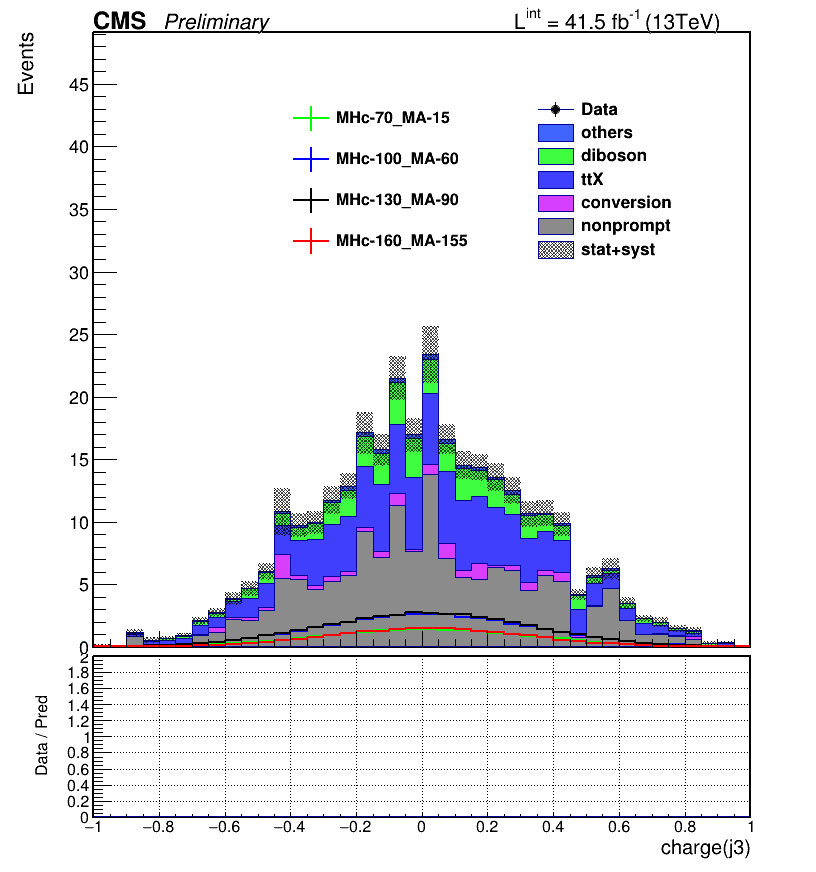 CMS Preliminary
L^int = 41.5 fb^-1 (13TeV)
Events
45
40
35
30
25
20
15
10
5
0
MHc-70_MA-15
MHc-100_MA-60
MHc-130_MA-90
MHc-160_MA-155
Data
others
diboson
ttX
conversion
nonprompt
stat+syst
Data / Pred
2
1.8
1.6
1.4
1.2
1
0.8
0.6
0.4
0.2
0
−1 −0.8 −0.6 −0.4 −0.2 0 0.2 0.4 0.6 0.8 1
charge(j3)